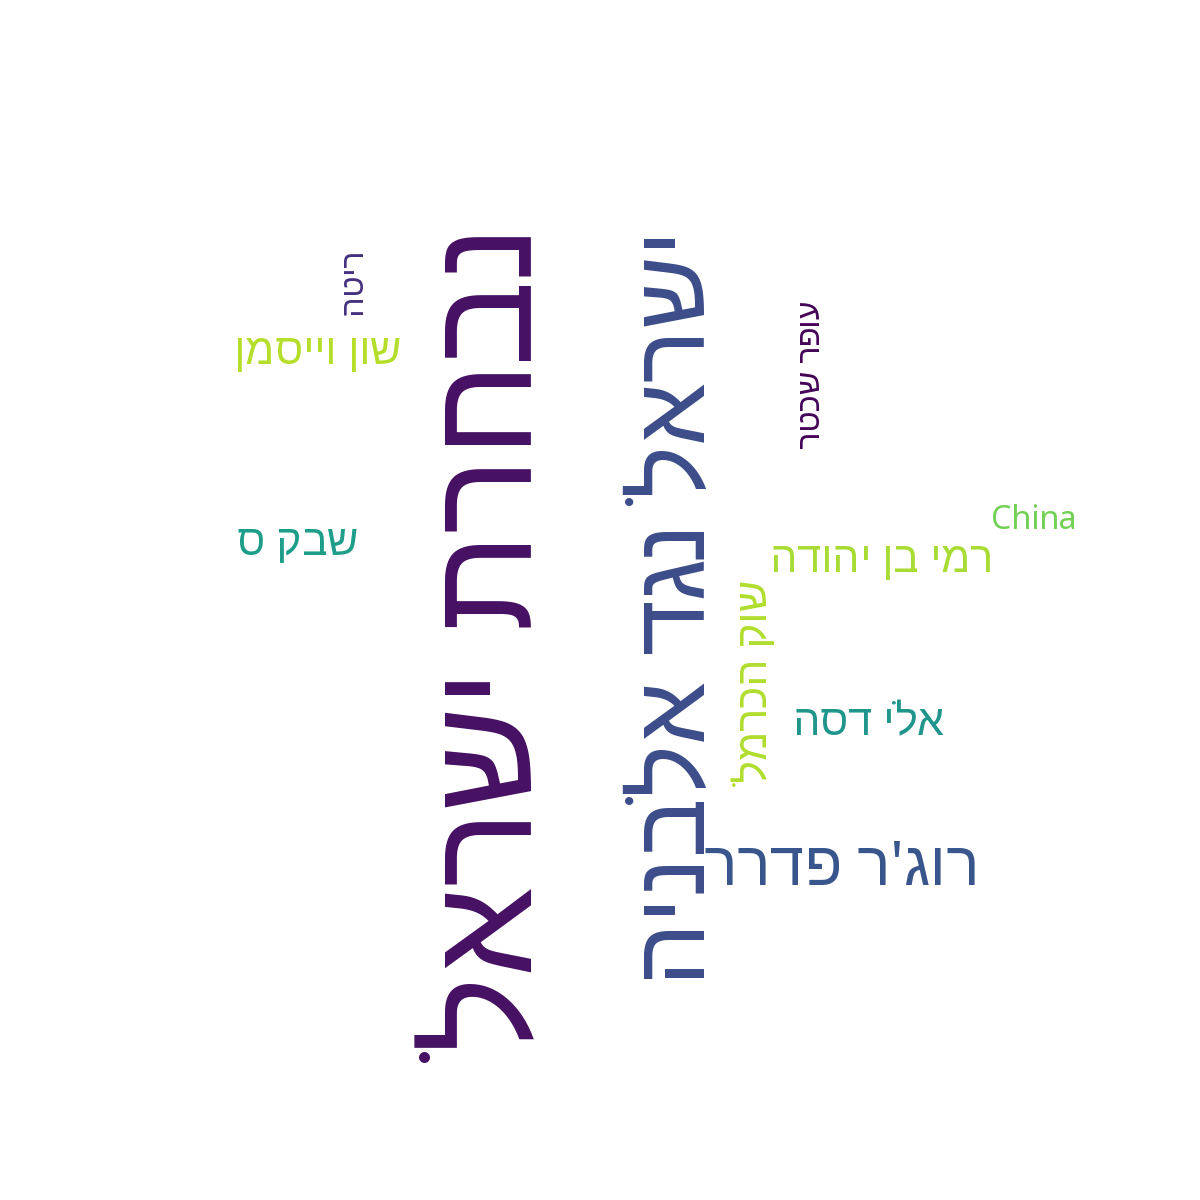 נבחרת ישראל
ישראל נגד אלבניה
ריטה
שון וייסמן
עופר שכטר
China
שבק ס
רמי בן יהודה
שוק הכרמל
אלי דסה
רוג'ר פדרר